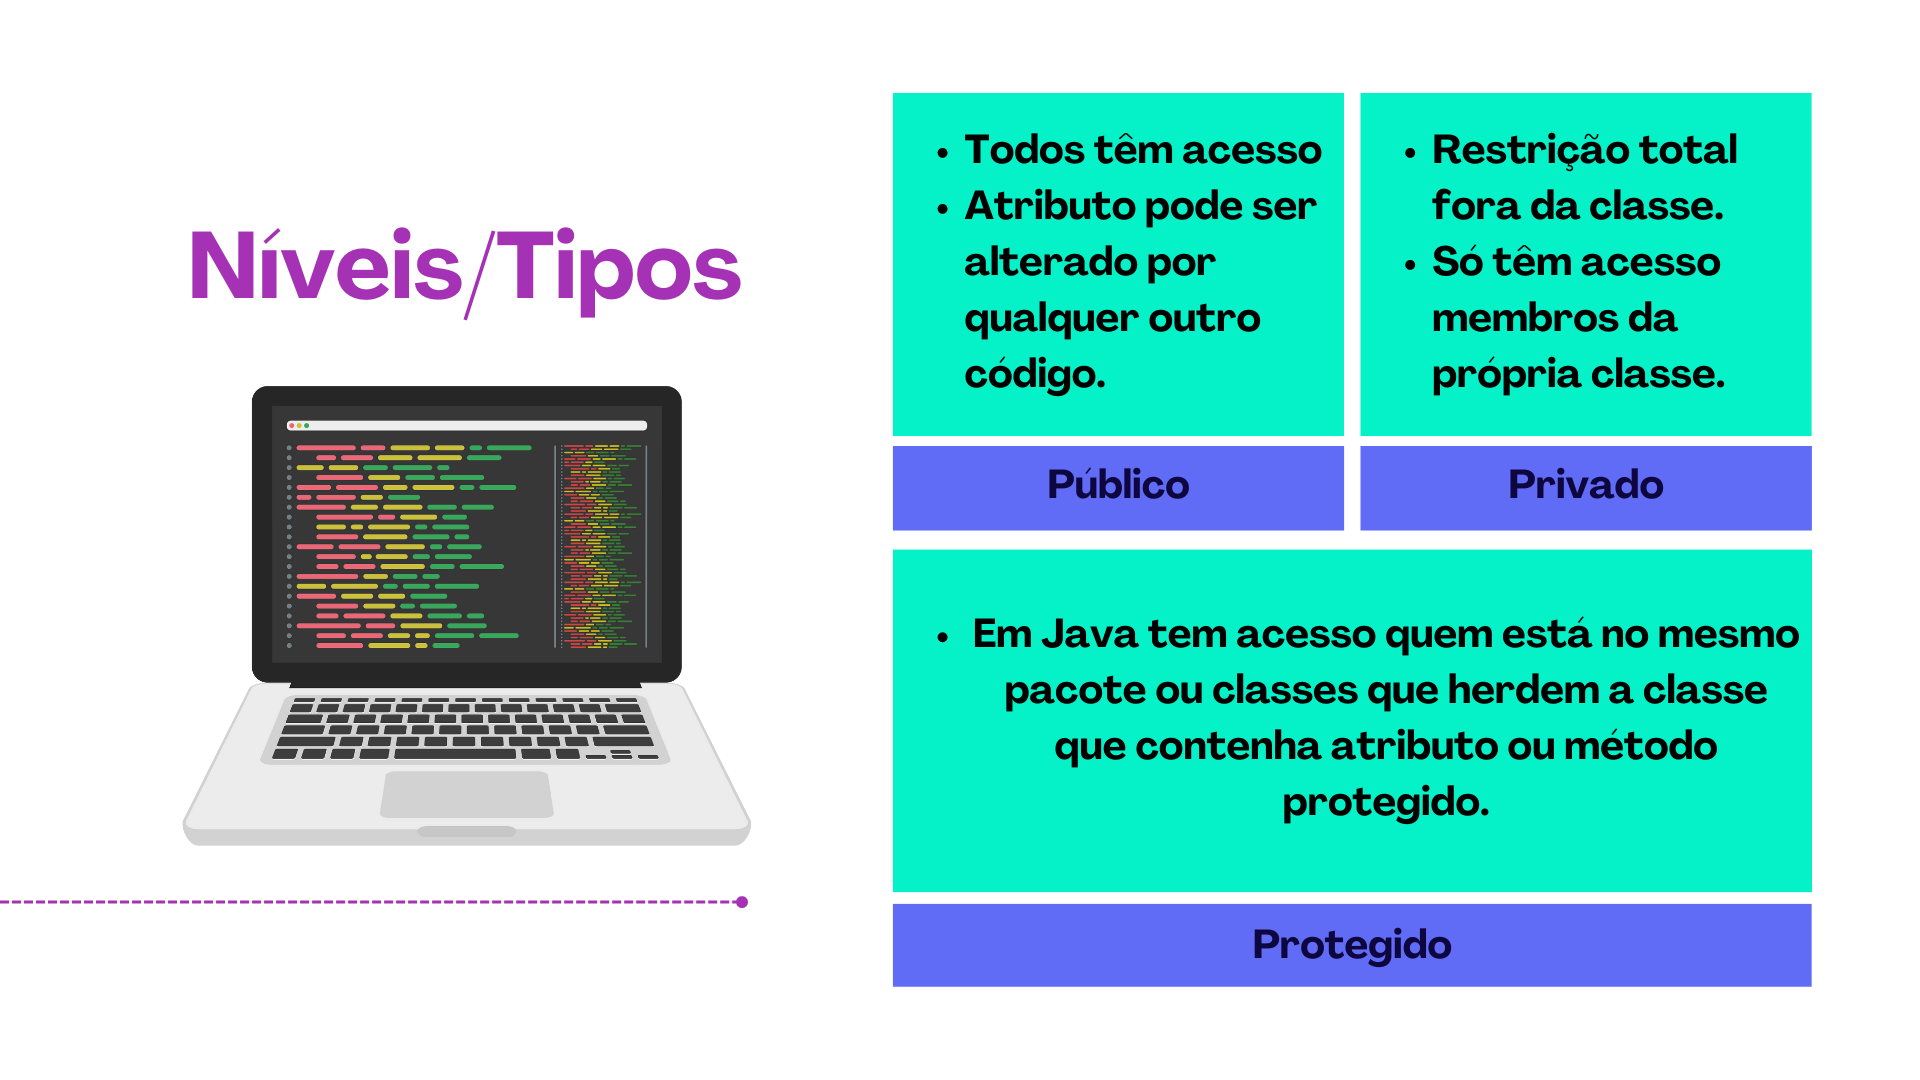 Níveis/Tipos
• Todos têm acesso
• Atributo pode ser
alterado por
qualquer outro
código.
Público
• Restrição total
fora da classe.
• Só têm acesso
membros da
própria classe.
Privado
• Em Java tem acesso quem está no mesmo
pacote ou classes que herdem a classe
que contenha atributo ou método
protegido.
Protegido